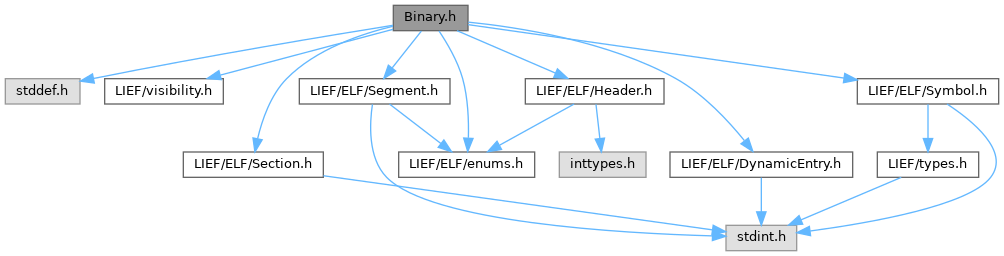 Binary.h
stddef.h
LIEF/visibility.h
LIEF/ELF/Segment.h
LIEF/ELF/Header.h
LIEF/ELF/Symbol.h
LIEF/ELF/Section.h
LIEF/ELF/enums.h
inttypes.h
LIEF/ELF/DynamicEntry.h
LIEF/types.h
stdint.h